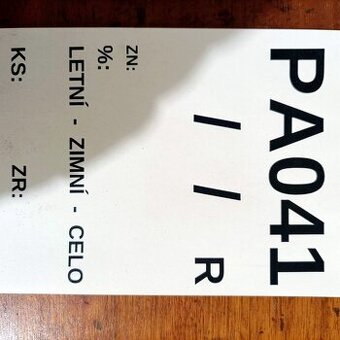 PA041
/ / R
ZN:
%:
LETNÍ - ZIMNÍ - CELO
KS: ZR: